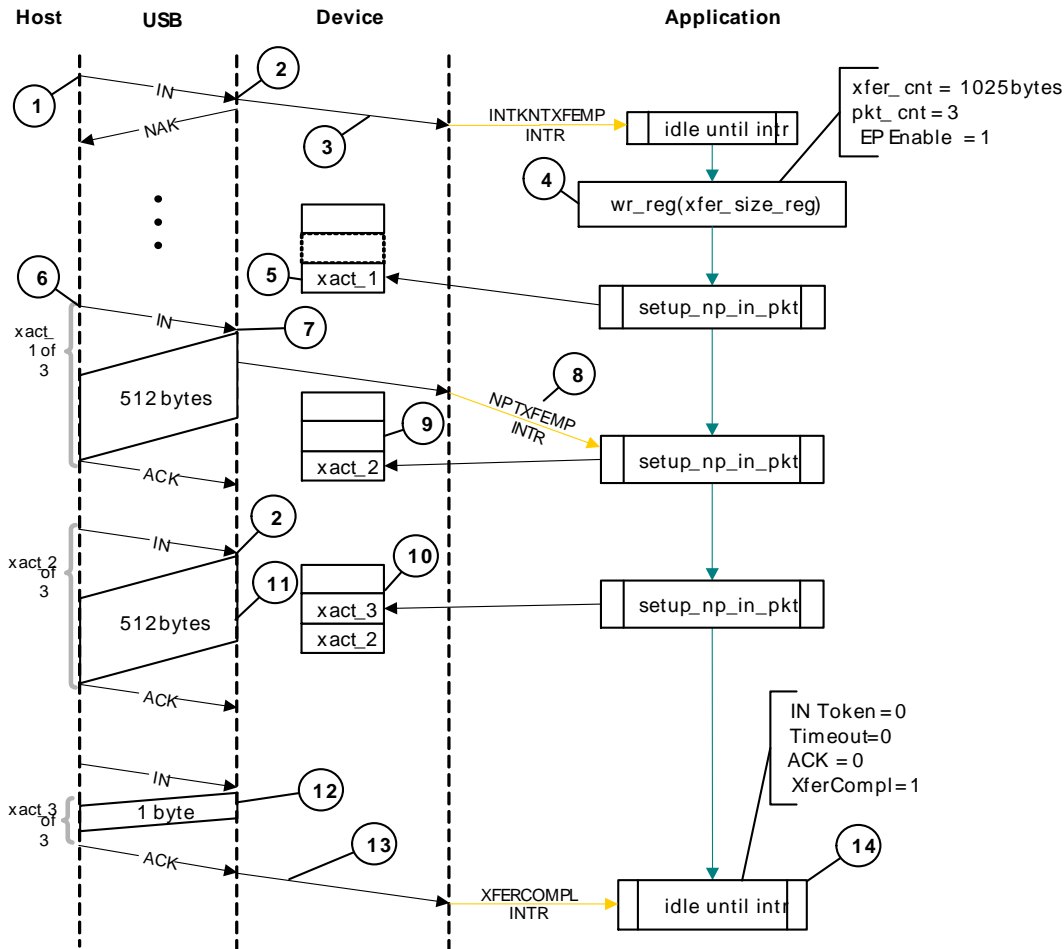 Host USB Device Application
1
IN
2
NAK
3
INTKNTXFEMP
INTR
idle until intr
xfer_cnt = 1025bytes
pkt_cnt = 3
EP Enable = 1
4
wr_reg(xfer_size_reg)
5
xact_1
setup_np_in_pkt
6
IN
7
xact_
1 of
3
512 bytes
8
NPTXFEMP
INTR
9
xact_2
setup_np_in_pkt
ACK
2
IN
xact_2
of
3
10
11
512bytes
xact_3
xact_2
setup_np_in_pkt
ACK
IN Token=0
Timeout=0
ACK = 0
XferCompl=1
IN
12
xact_3
of
3
1 byte
13
ACK
14
XFERCOMPL
INTR
idle until intr